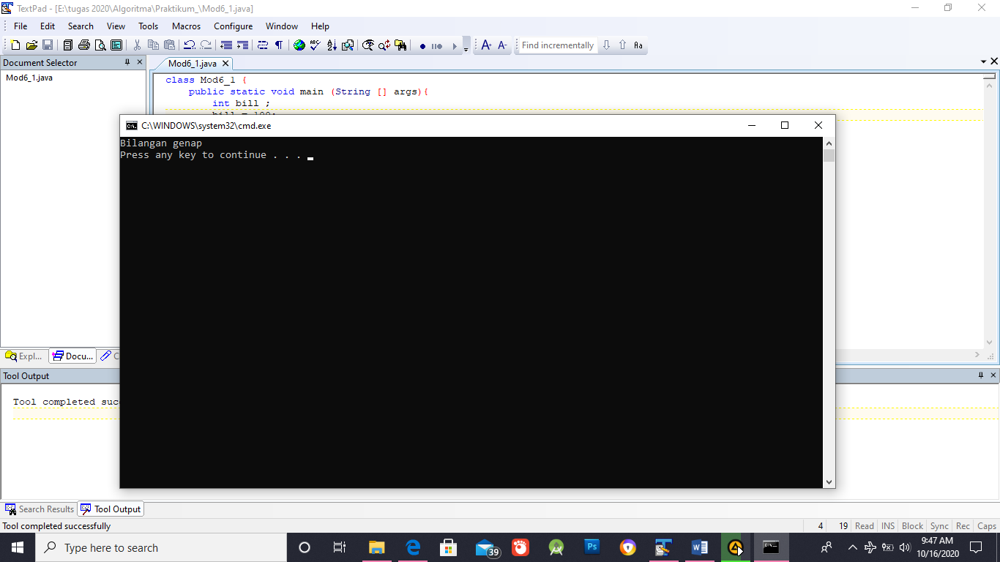 TextPad - [E:\tugas 2020\Algoritma\Praktikum_\Mod6_1.java]
File Edit Search View Tools Macros Configure Window Help
Find incrementally
Document Selector
Mod6_1.java
Mod6_1.java
class Mod6_1 {
public static void main (String [] args){
int bill ;
C:\WINDOWS\system32\cmd.exe
Bilangan genap
Press any key to continue . . .
Expl... Docu... C
Tool Output
Tool completed suc
Search Results Tool Output
Tool completed successfully 4 19 Read INS Block Sync Rec Caps
Type here to search
39
Ps
9:47 AM
10/16/2020